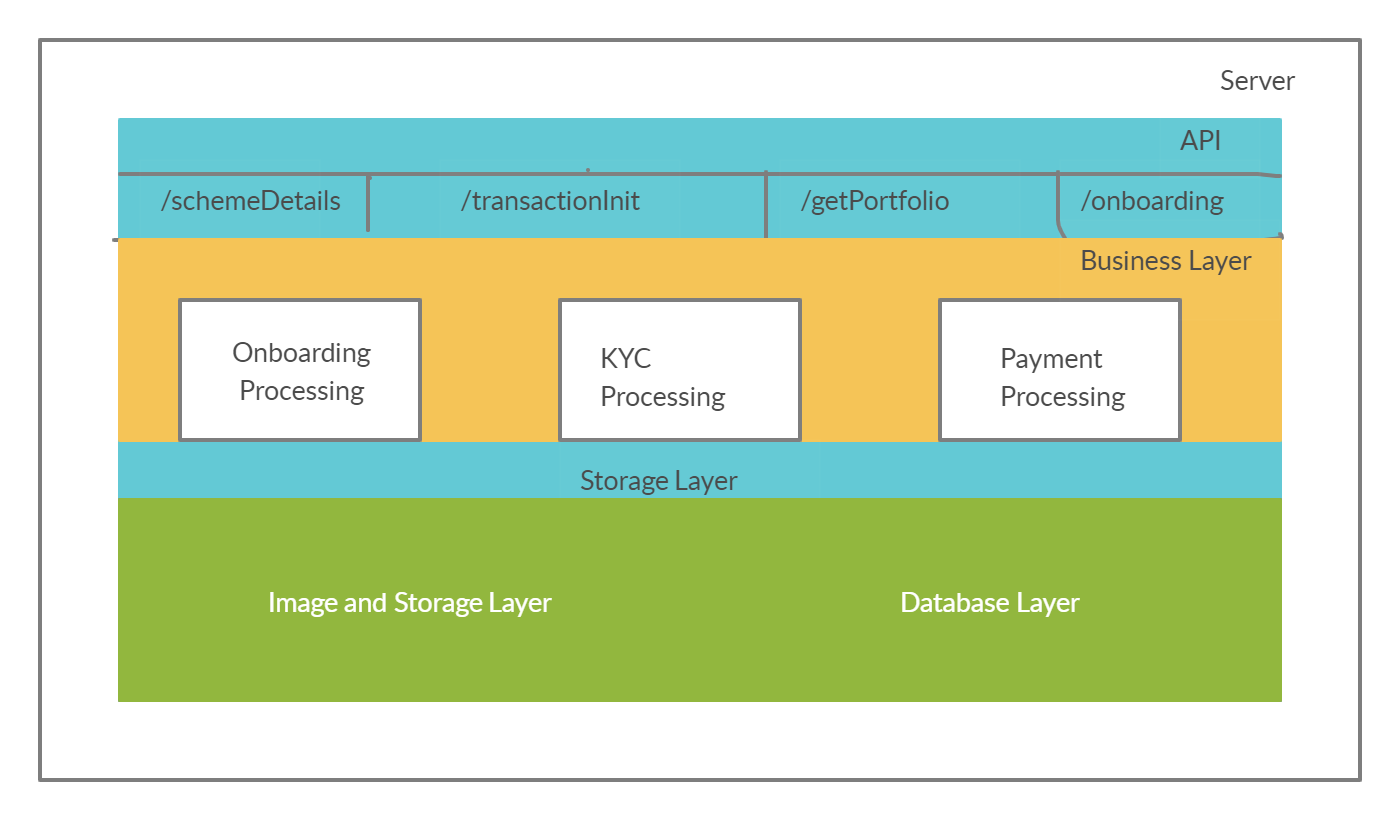 Server
API
/schemeDetails
/transactionInit
/getPortfolio
/onboarding
Business Layer
Onboarding
Processing
KYC
Processing
Payment
Processing
Storage Layer
Image and Storage Layer
Database Layer